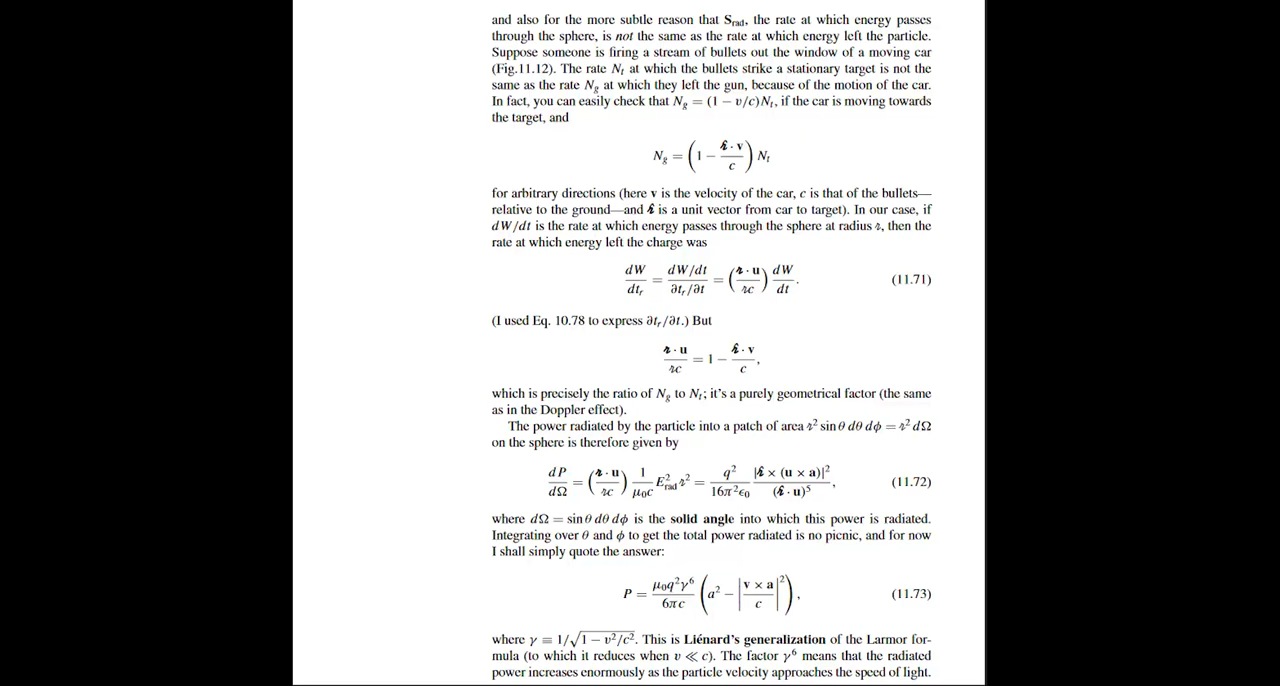 and also for the more subtle reason that S_rad, the rate at which energy passes
through the sphere, is not the same as the rate at which energy left the particle.
Suppose someone is firing a stream of bullets out the window of a moving car
(Fig.11.12). The rate N_t at which the bullets strike a stationary target is not the
same as the rate N_g at which they left the gun, because of the motion of the car.
In fact, you can easily check that N_g = (1 − v/c)N_t, if the car is moving towards
the target, and
N_g = (1 − 𝓇̂ · v / c) N_t
for arbitrary directions (here v is the velocity of the car, c is that of the bullets—
relative to the ground—and 𝓇̂ is a unit vector from car to target). In our case, if
dW/dt is the rate at which energy passes through the sphere at radius 𝓇, then the
rate at which energy left the charge was
dW/dt_r = (dW/dt)/(∂t_r/∂t) = (𝓇 · u / 𝓇c) dW/dt. (11.71)
(I used Eq. 10.78 to express ∂t_r/∂t.) But
𝓇 · u / 𝓇c = 1 − 𝓇̂ · v / c,
which is precisely the ratio of N_g to N_t; it's a purely geometrical factor (the same
as in the Doppler effect).
The power radiated by the particle into a patch of area 𝓇² sin θ dθ dϕ = 𝓇² dΩ
on the sphere is therefore given by
dP/dΩ = (𝓇 · u / 𝓇c) (1/μ₀c) E²_rad 𝓇² = (q²/16π²ϵ₀) |𝓇̂ × (u × a)|² / (𝓇̂ · u)⁵, (11.72)
where dΩ = sin θ dθ dϕ is the solid angle into which this power is radiated.
Integrating over θ and ϕ to get the total power radiated is no picnic, and for now
I shall simply quote the answer:
P = (μ₀q²γ⁶/6πc) (a² − |v × a / c|²), (11.73)
where γ ≡ 1/√(1 − v²/c²). This is Liénard's generalization of the Larmor for-
mula (to which it reduces when v ≪ c). The factor γ⁶ means that the radiated
power increases enormously as the particle velocity approaches the speed of light.